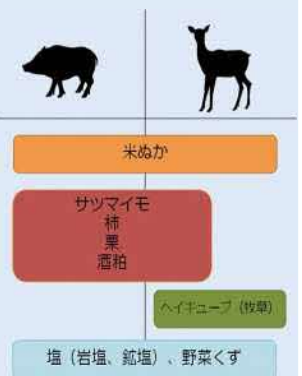 米ぬか
サツマイモ
柿
栗
酒粕
ヘイキューブ（牧草）
塩（岩塩、鉱塩）、野菜くず